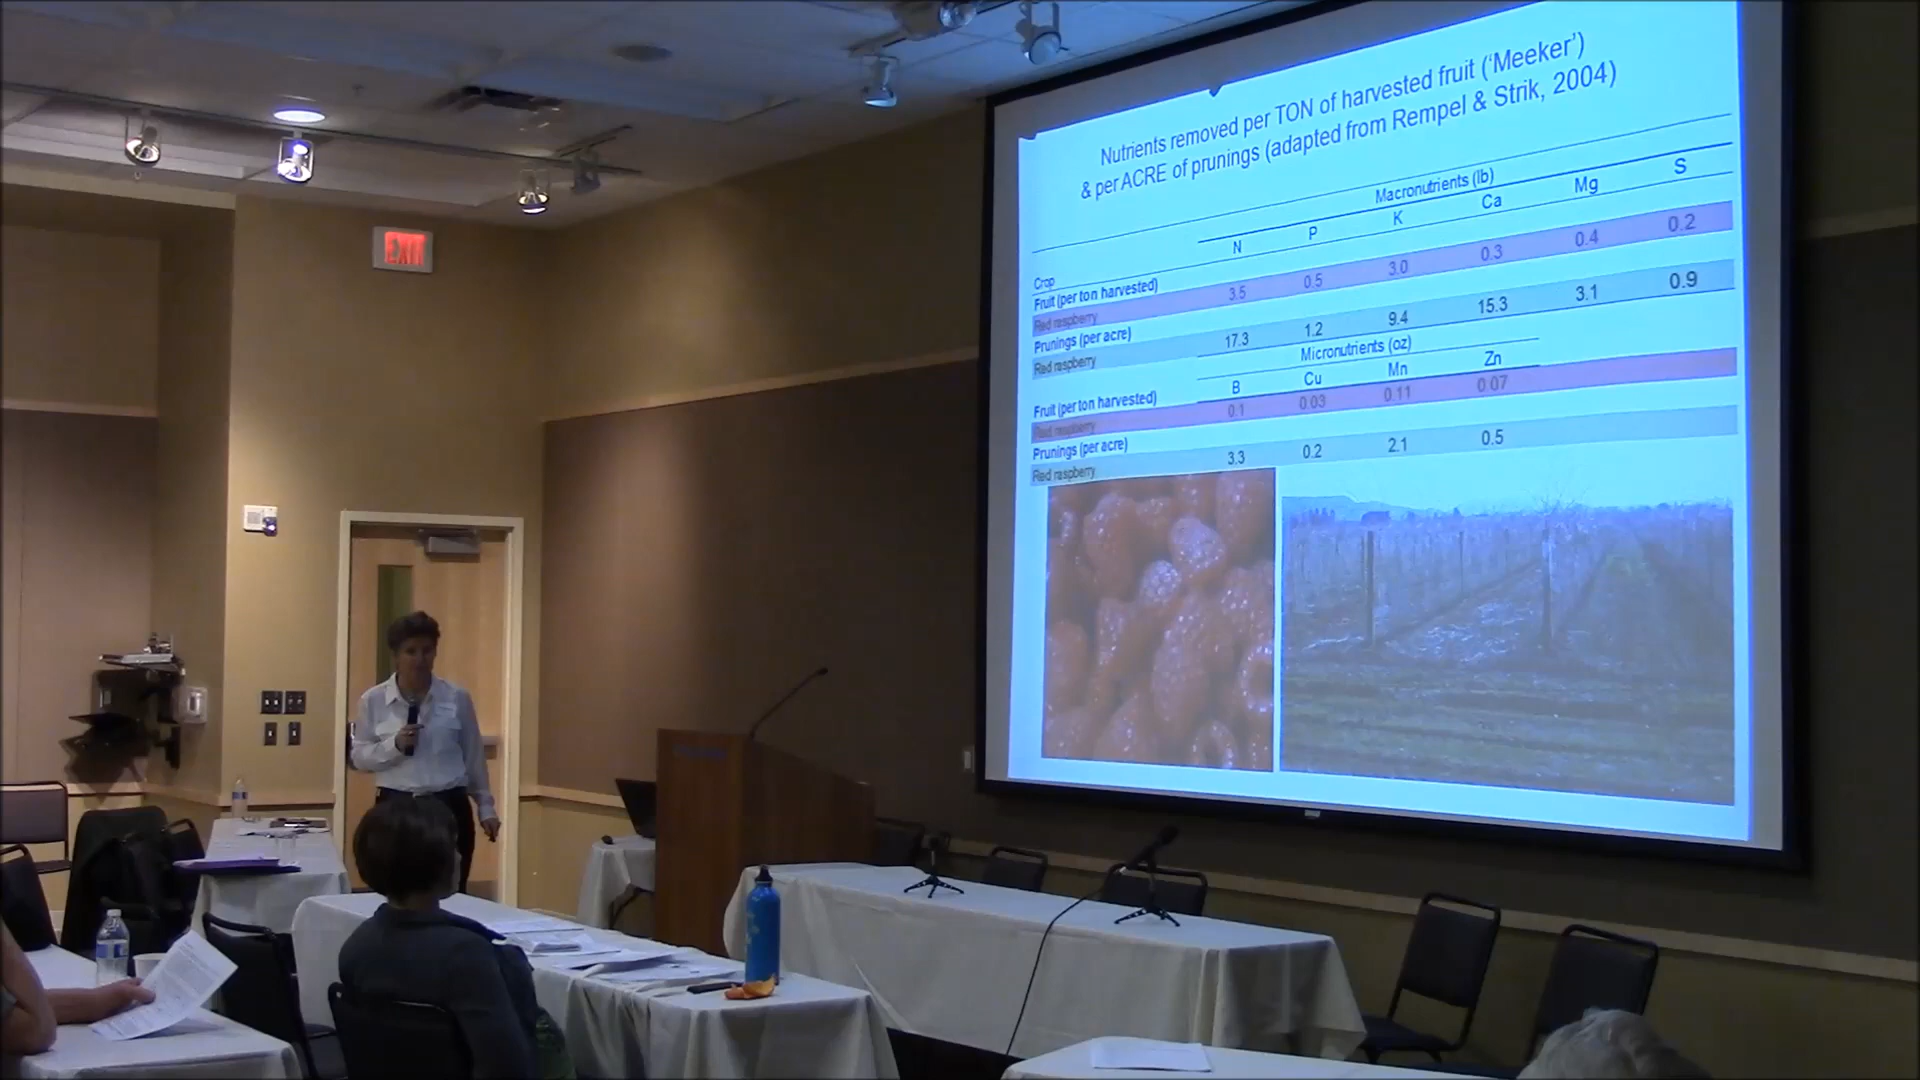 EXIT
Nutrients removed per TON of harvested fruit (‘Meeker’)
& per ACRE of prunings (adapted from Rempel & Strik, 2004)
Macronutrients (lb)
Crop N P K Ca Mg S
Fruit (per ton harvested)
Red raspberry 3.5 0.5 3.0 0.3 0.4 0.2
Prunings (per acre)
Red raspberry 17.3 1.2 9.4 15.3 3.1 0.9
Micronutrients (oz)
B Cu Mn Zn
Fruit (per ton harvested)
Red raspberry 0.1 0.03 0.11 0.07
Prunings (per acre)
Red raspberry 3.3 0.2 2.1 0.5